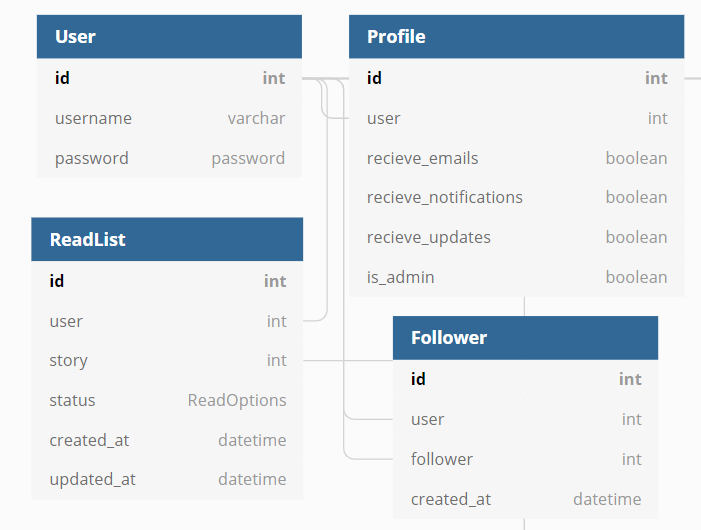 User
id int
username varchar
password password
Profile
id int
user int
recieve_emails boolean
recieve_notifications boolean
recieve_updates boolean
is_admin boolean
ReadList
id int
user int
story int
status ReadOptions
created_at datetime
updated_at datetime
Follower
id int
user int
follower int
created_at datetime